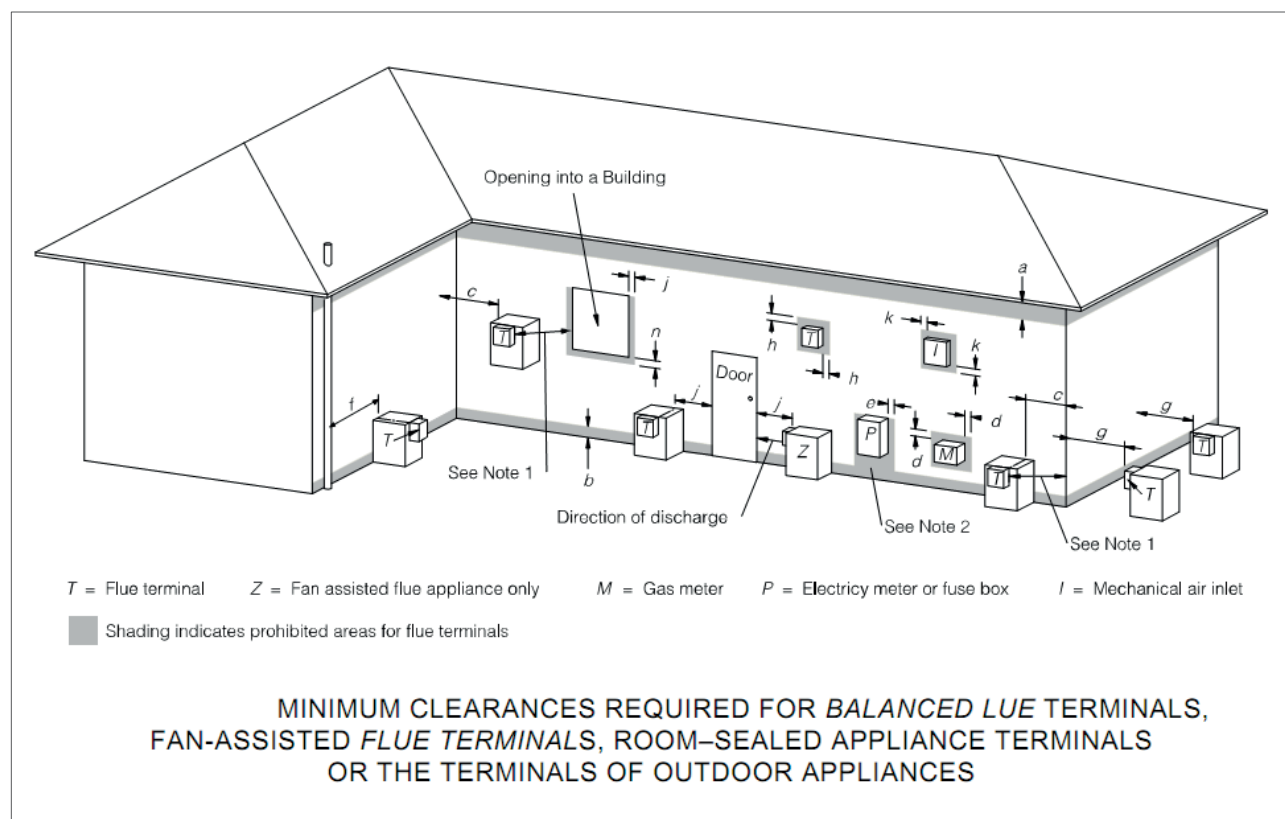 Opening into a Building
a
j
c
k
T
n
h
T
I
k
h
Door
f
j
j
e
d
c
g
g
T
T
P
T
Z
d
M
T
T
See Note 1
b
Direction of discharge
See Note 2
See Note 1
T = Flue terminal Z = Fan assisted flue appliance only M = Gas meter P = Electricy meter or fuse box I = Mechanical air inlet
Shading indicates prohibited areas for flue terminals
MINIMUM CLEARANCES REQUIRED FOR BALANCED LUE TERMINALS,
FAN-ASSISTED FLUE TERMINALS, ROOM–SEALED APPLIANCE TERMINALS
OR THE TERMINALS OF OUTDOOR APPLIANCES